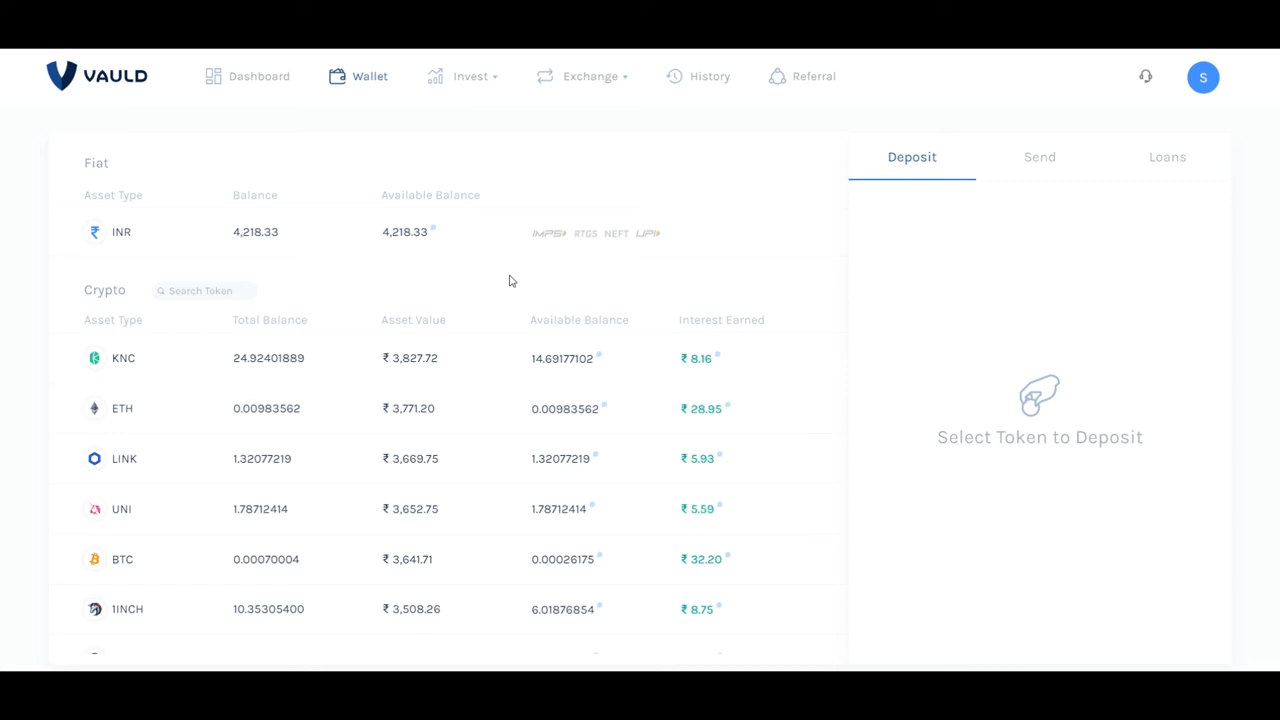 VAULD Dashboard Wallet Invest Exchange History Referral S
Deposit Send Loans
Fiat
Asset Type Balance Available Balance
INR 4,218.33 4,218.33 IMPS RTGS NEFT UPI
Crypto Search Token
Asset Type Total Balance Asset Value Available Balance Interest Earned
KNC 24.92401889 ₹ 3,827.72 14.69177102 ₹ 8.16
ETH 0.00983562 ₹ 3,771.20 0.00983562 ₹ 28.95
LINK 1.32077219 ₹ 3,669.75 1.32077219 ₹ 5.93
UNI 1.78712414 ₹ 3,652.75 1.78712414 ₹ 5.59
BTC 0.00070004 ₹ 3,641.71 0.00026175 ₹ 32.20
1INCH 10.35305400 ₹ 3,508.26 6.01876854 ₹ 8.75
Select Token to Deposit